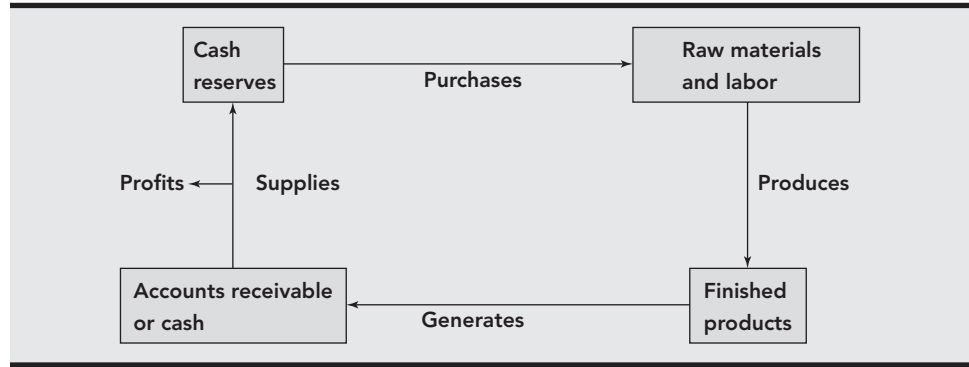 Cash
reserves
Purchases
Raw materials
and labor
Profits
Supplies
Produces
Accounts receivable
or cash
Generates
Finished
products